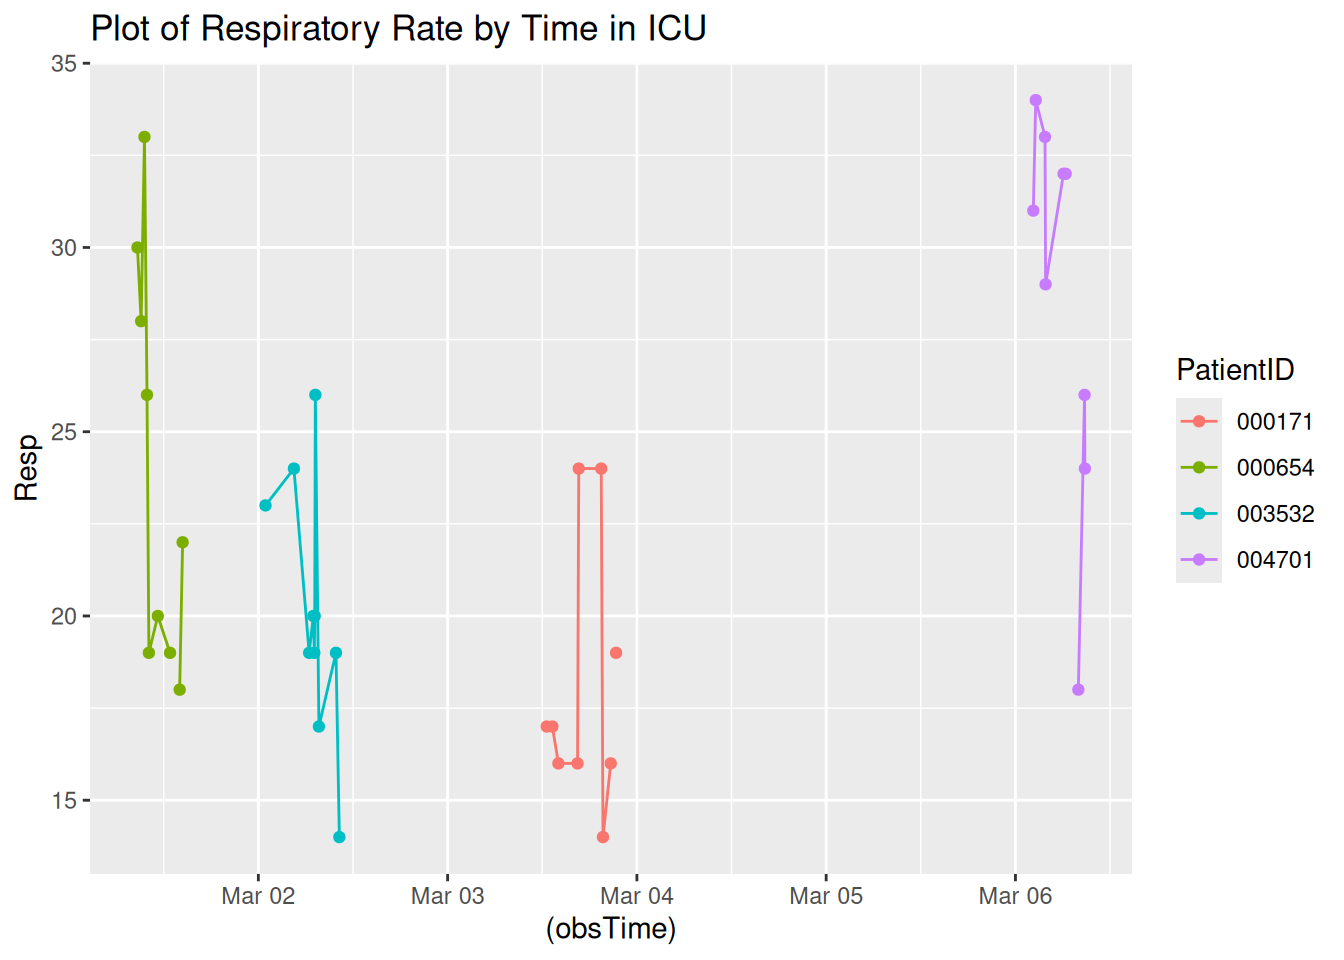 Plot of Respiratory Rate by Time in ICU
35
30
25
20
15
Resp
Mar 02
Mar 03
Mar 04
Mar 05
Mar 06
(obsTime)
PatientID
000171
000654
003532
004701